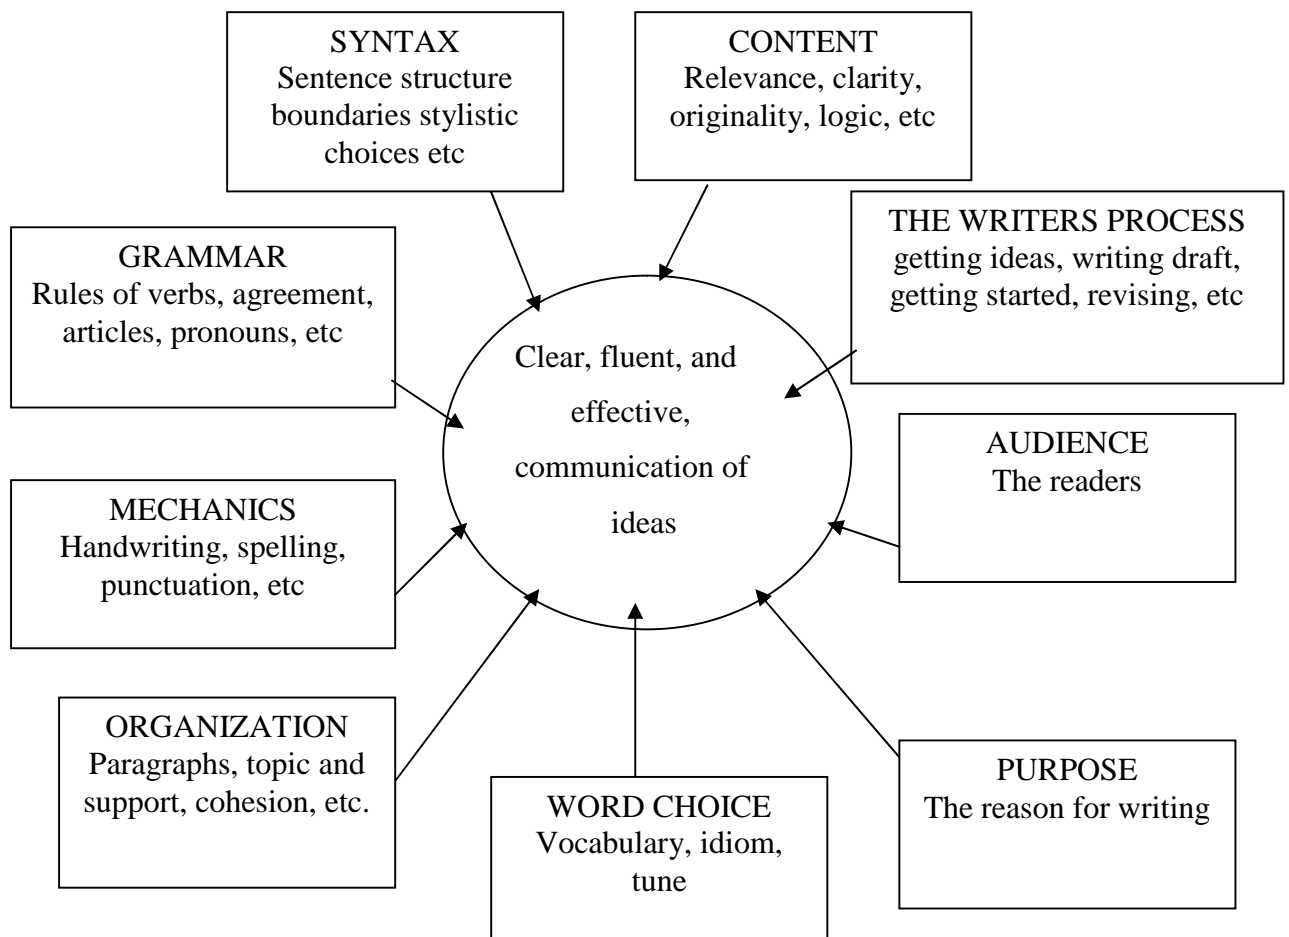 SYNTAX
Sentence structure
boundaries stylistic
choices etc
CONTENT
Relevance, clarity,
originality, logic, etc
THE WRITERS PROCESS
getting ideas, writing draft,
getting started, revising, etc
GRAMMAR
Rules of verbs, agreement,
articles, pronouns, etc
Clear, fluent, and
effective,
communication of
ideas
AUDIENCE
The readers
MECHANICS
Handwriting, spelling,
punctuation, etc
ORGANIZATION
Paragraphs, topic and
support, cohesion, etc.
WORD CHOICE
Vocabulary, idiom,
tune
PURPOSE
The reason for writing